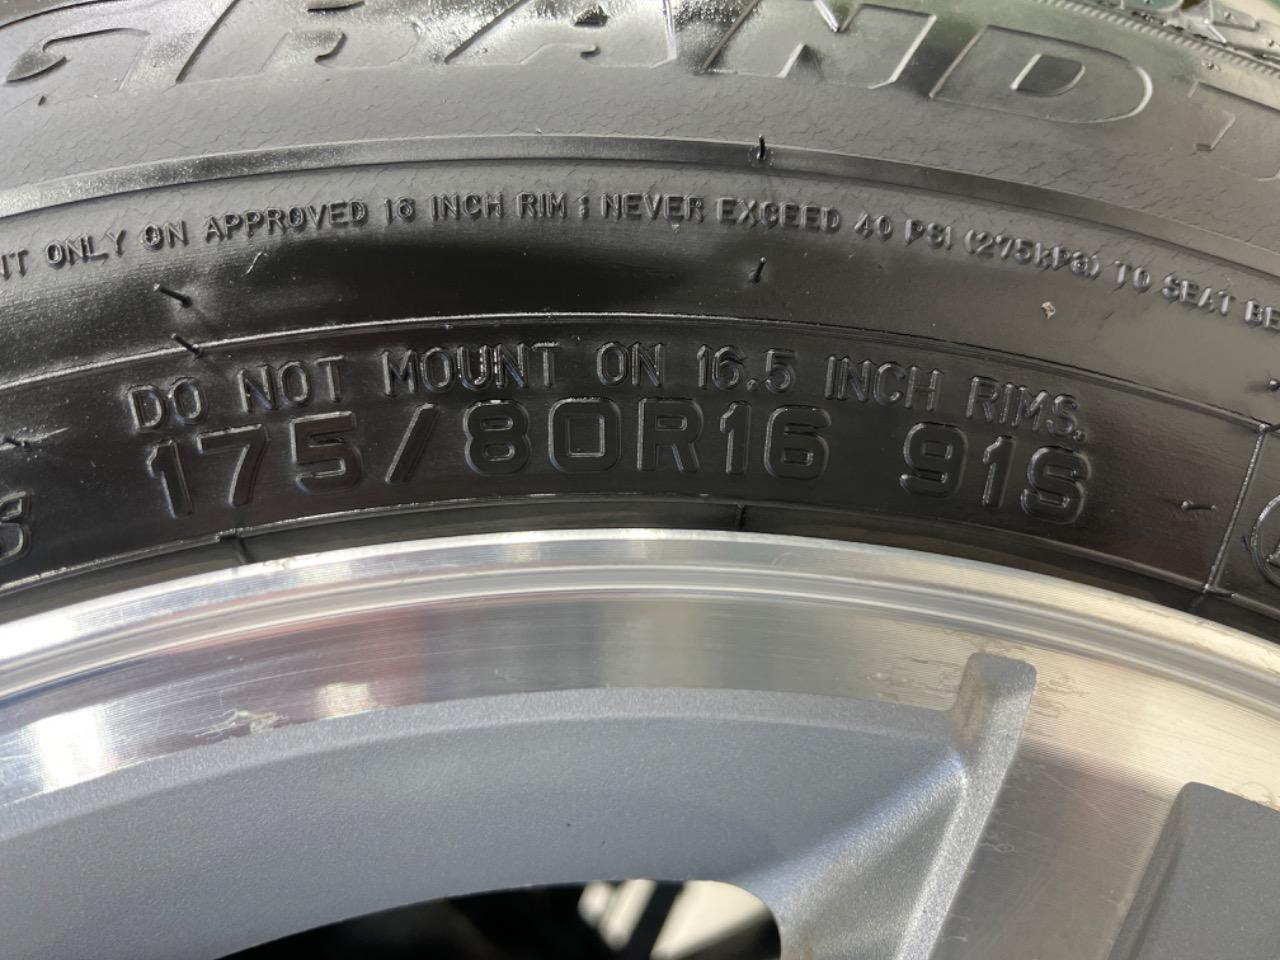 GRANDT
NT ONLY ON APPROVED 16 INCH RIM ; NEVER EXCEED 40 PSI (275kPa) TO SEAT BE
DO NOT MOUNT ON 16.5 INCH RIMS.
175/80R16 91S
S